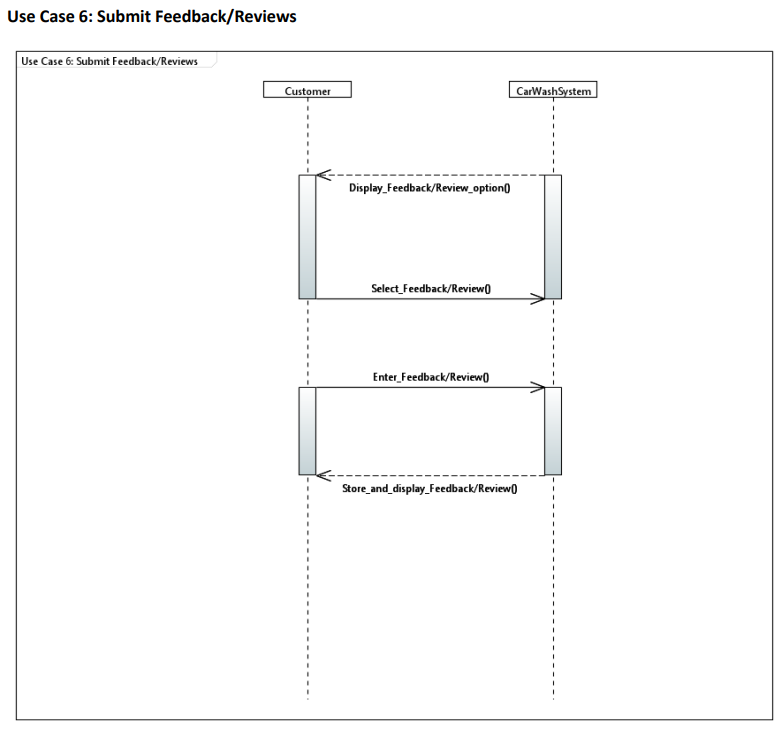 Use Case 6: Submit Feedback/Reviews
Use Case 6: Submit Feedback/Reviews
Customer
CarWashSystem
Display_Feedback/Review_option()
Select_Feedback/Review()
Enter_Feedback/Review()
Store_and_display_Feedback/Review()